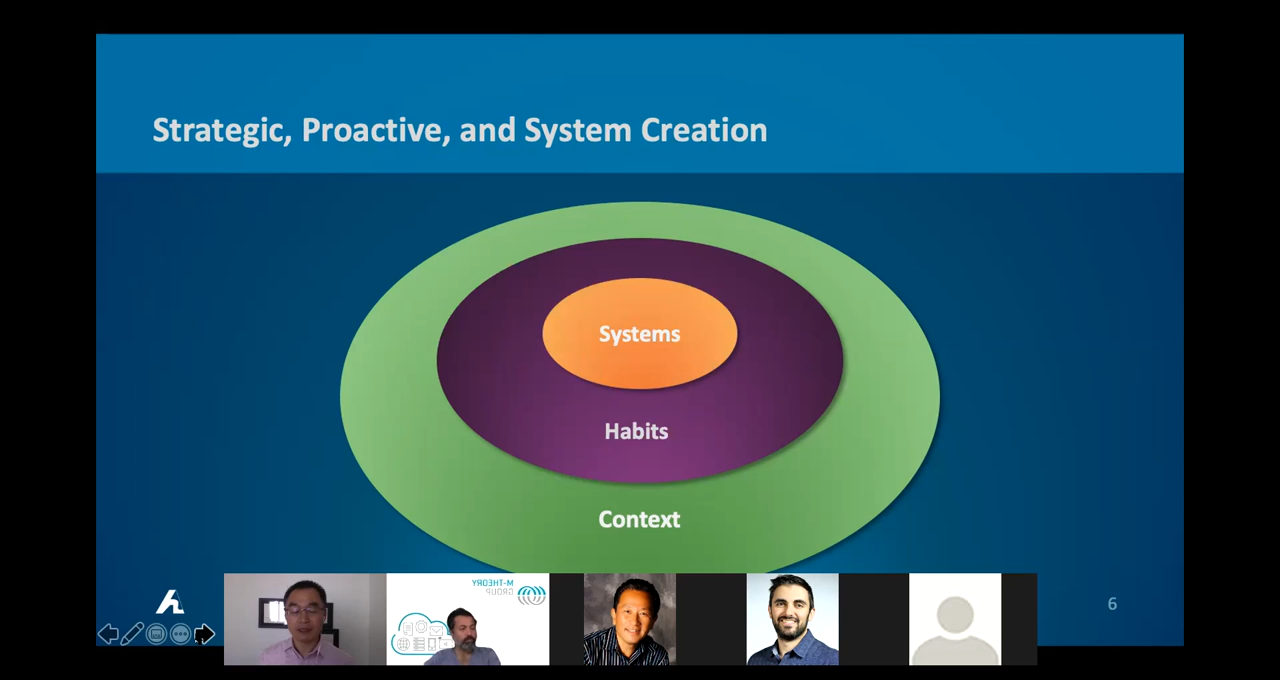 Strategic, Proactive, and System Creation
Systems
Habits
Context
M-THEORY
GROUP
6